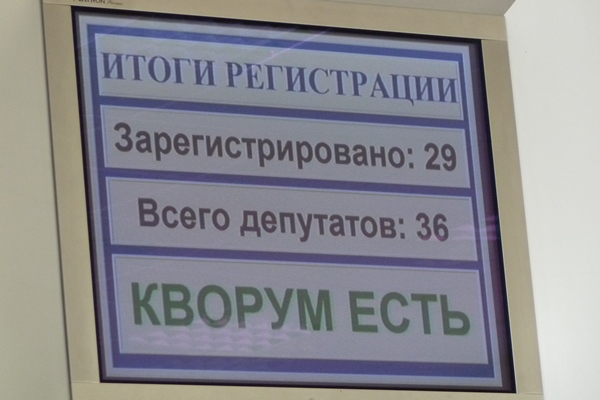 ИТОГИ РЕГИСТРАЦИИ
Зарегистрировано: 29
Всего депутатов: 36
КВОРУМ ЕСТЬ